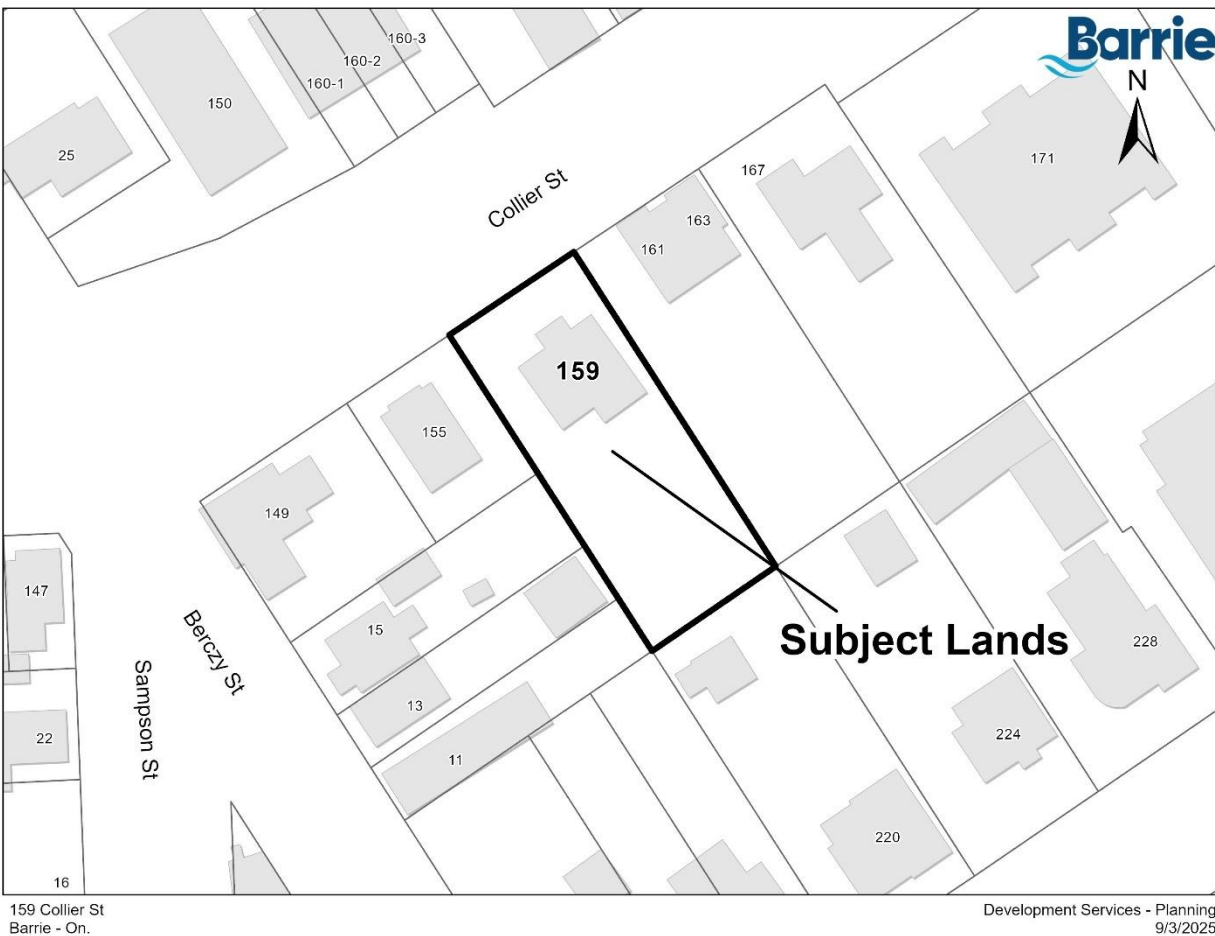 Barrie
N
160-3
160-2
160-1
150
25
171
167
Collier St
163
161
159
155
149
147
15
Subject Lands
228
Berczy St
Sampson St
13
22
224
11
220
16
159 Collier St
Barrie - On.
Development Services - Planning
9/3/2025